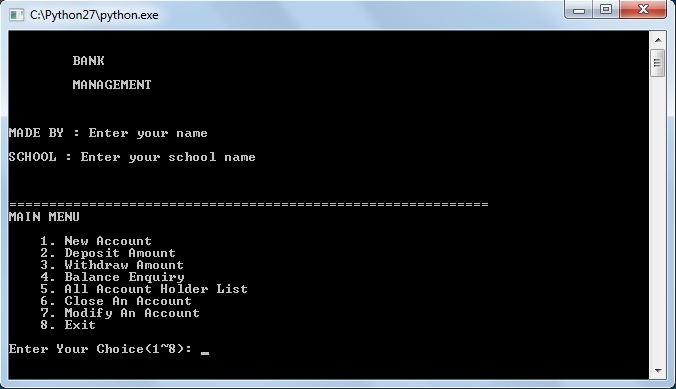 C:\Python27\python.exe
BANK
MANAGEMENT
MADE BY : Enter your name
SCHOOL : Enter your school name
============================================================
MAIN MENU
1. New Account
2. Deposit Amount
3. Withdraw Amount
4. Balance Enquiry
5. All Account Holder List
6. Close An Account
7. Modify An Account
8. Exit
Enter Your Choice(1~8): _